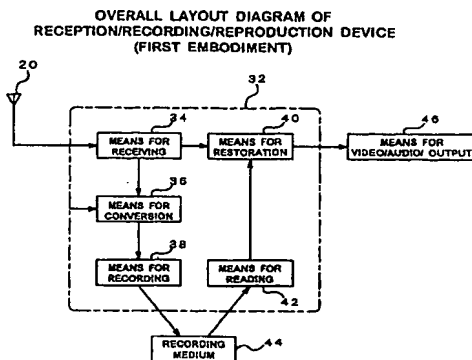 OVERALL LAYOUT DIAGRAM OF
RECEPTION/RECORDING/REPRODUCTION DEVICE
(FIRST EMBODIMENT)
20
32
34
MEANS FOR
RECEIVING
40
MEANS FOR
RESTORATION
46
MEANS FOR
VIDEO/AUDIO/ OUTPUT
36
MEANS FOR
CONVERSION
38
MEANS FOR
RECORDING
MEANS FOR
READING
42
RECORDING
MEDIUM
44